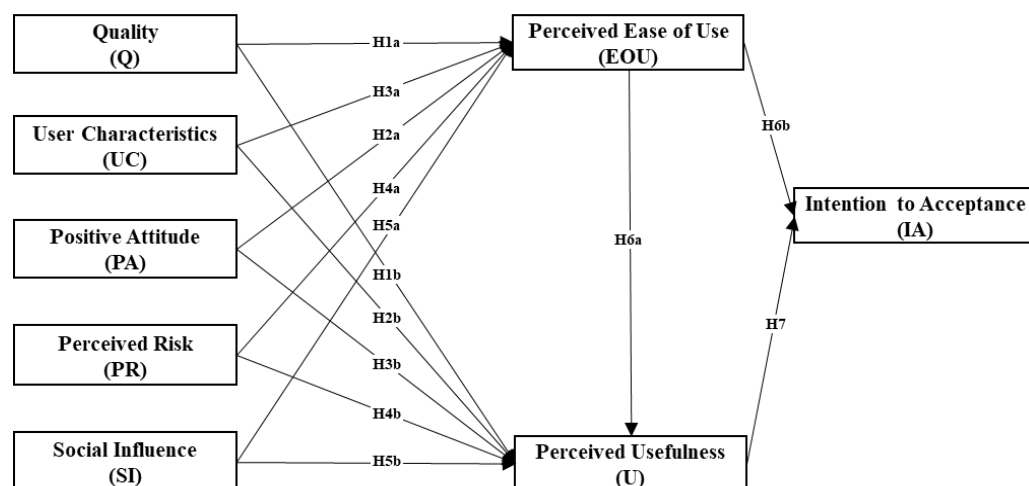 Quality
(Q)
Perceived Ease of Use
(EOU)
H1a
H3a
User Characteristics
(UC)
H2a
H6b
H4a
Intention to Acceptance
(IA)
H5a
Positive Attitude
(PA)
H6a
H1b
H2b
H7
Perceived Risk
(PR)
H3b
H4b
Social Influence
(SI)
H5b
Perceived Usefulness
(U)